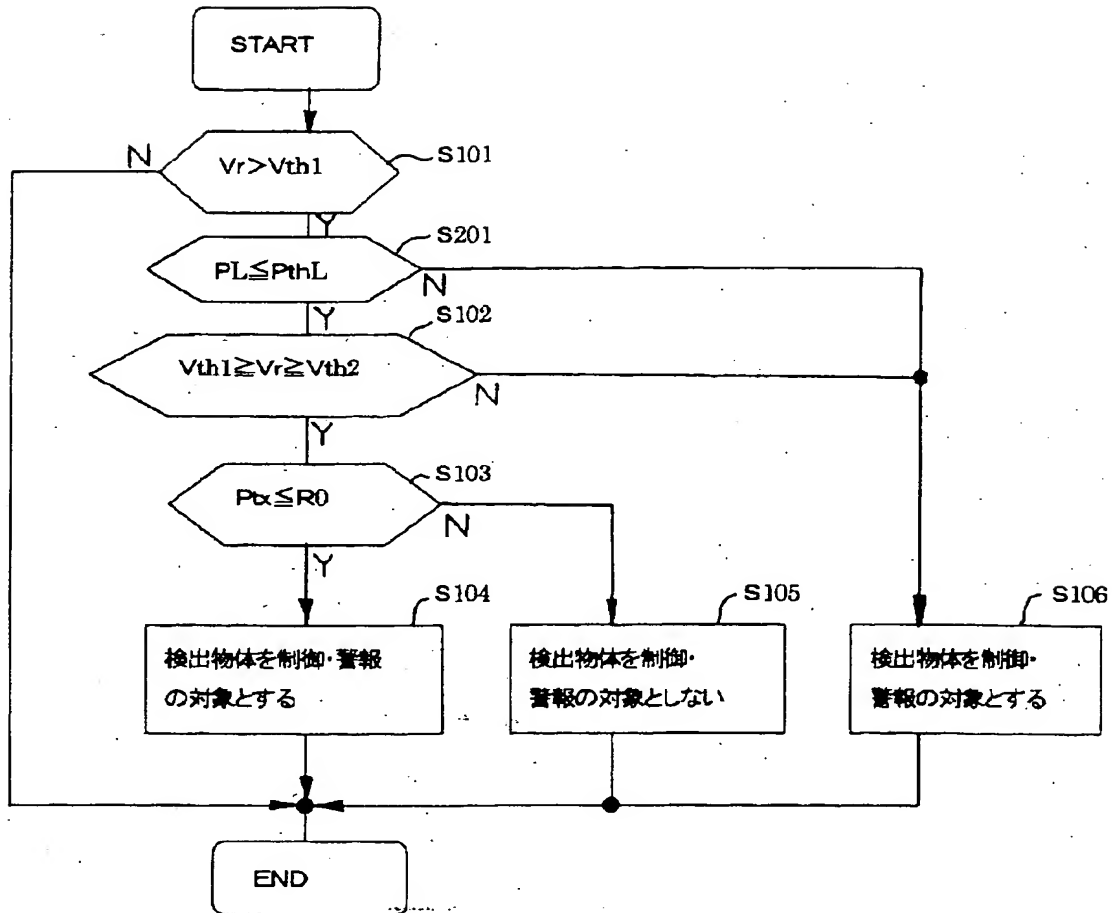 START
N
Vr>Vth1
S101
Y
S201
PL≦PthL
N
Y
S102
Vth1≧Vr≧Vth2
N
Y
S103
Ptx≦R0
N
Y
S104
S105
S106
検出物体を制御・警報
の対象とする
検出物体を制御・
警報の対象としない
検出物体を制御・
警報の対象とする
END